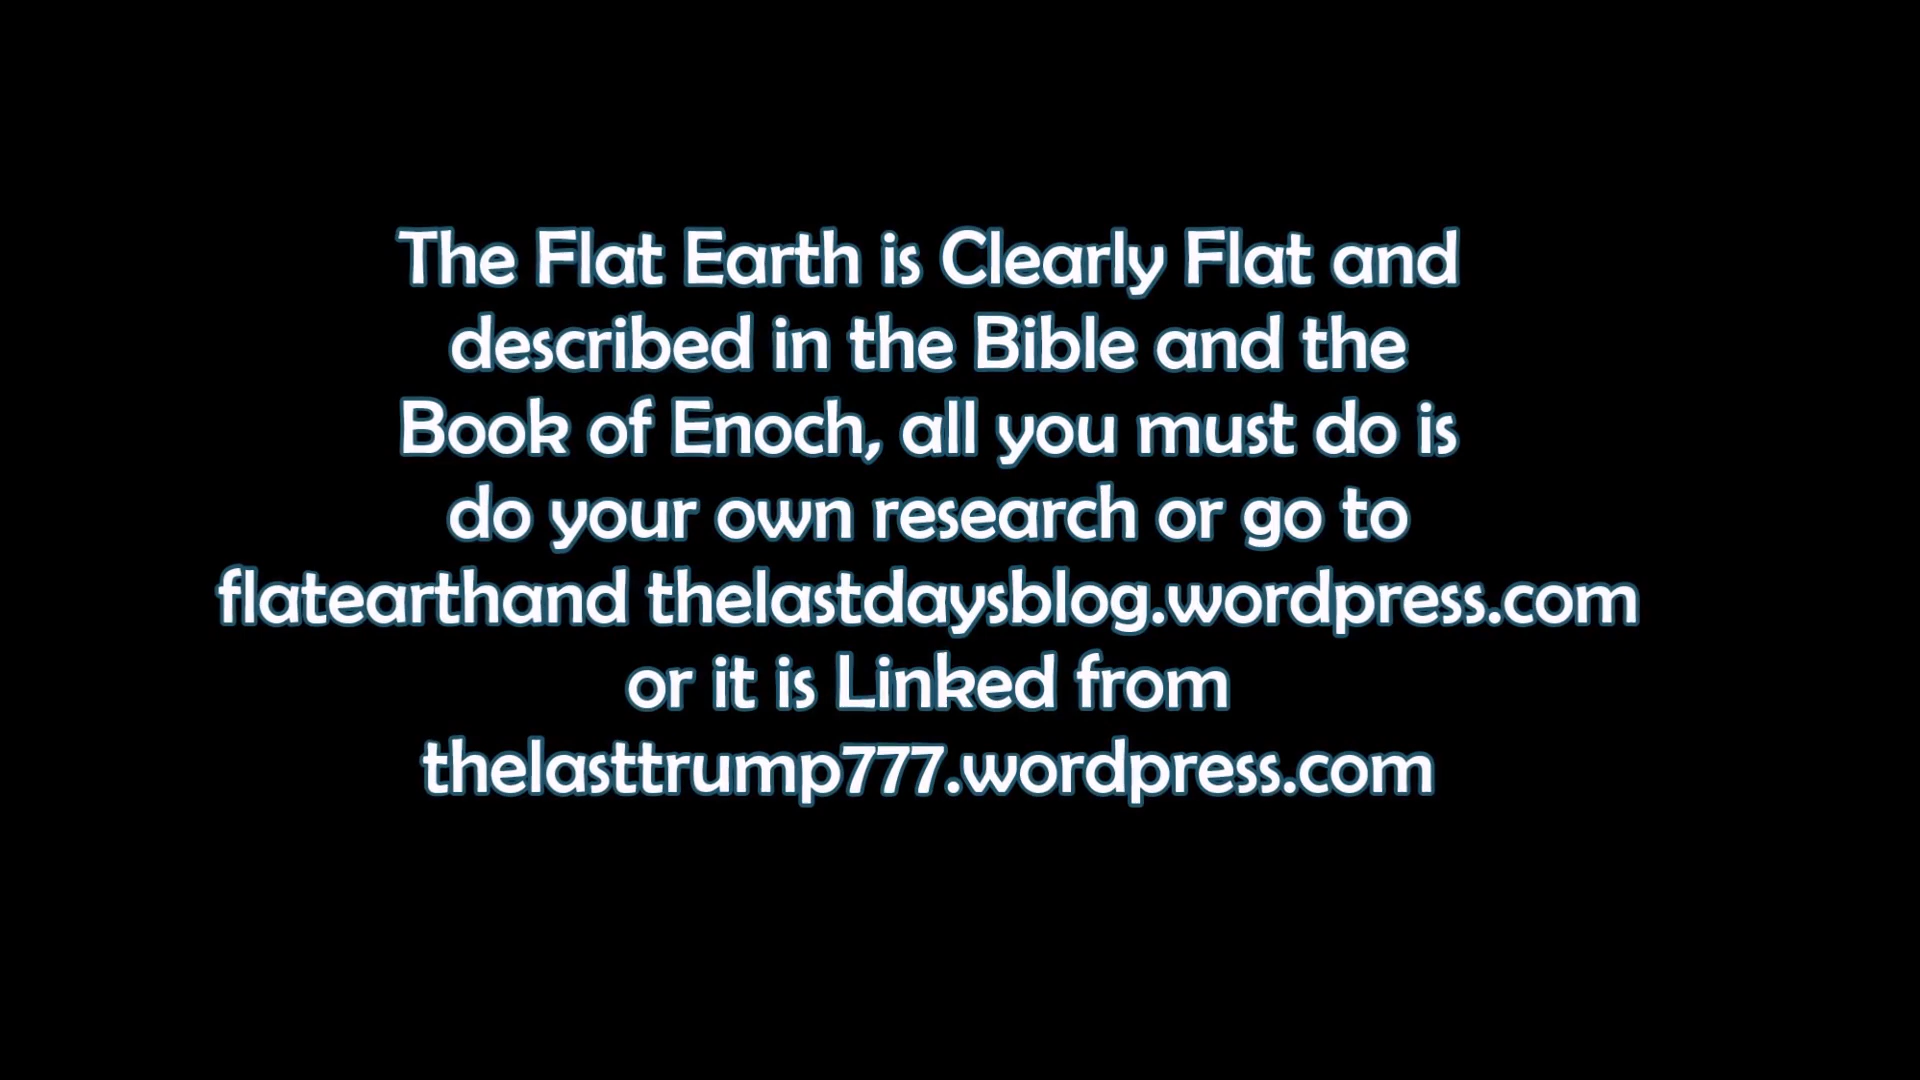 The Flat Earth is Clearly Flat and
described in the Bible and the
Book of Enoch, all you must do is
do your own research or go to
flatearthand thelastdaysblog.wordpress.com
or it is Linked from
thelasttrump777.wordpress.com